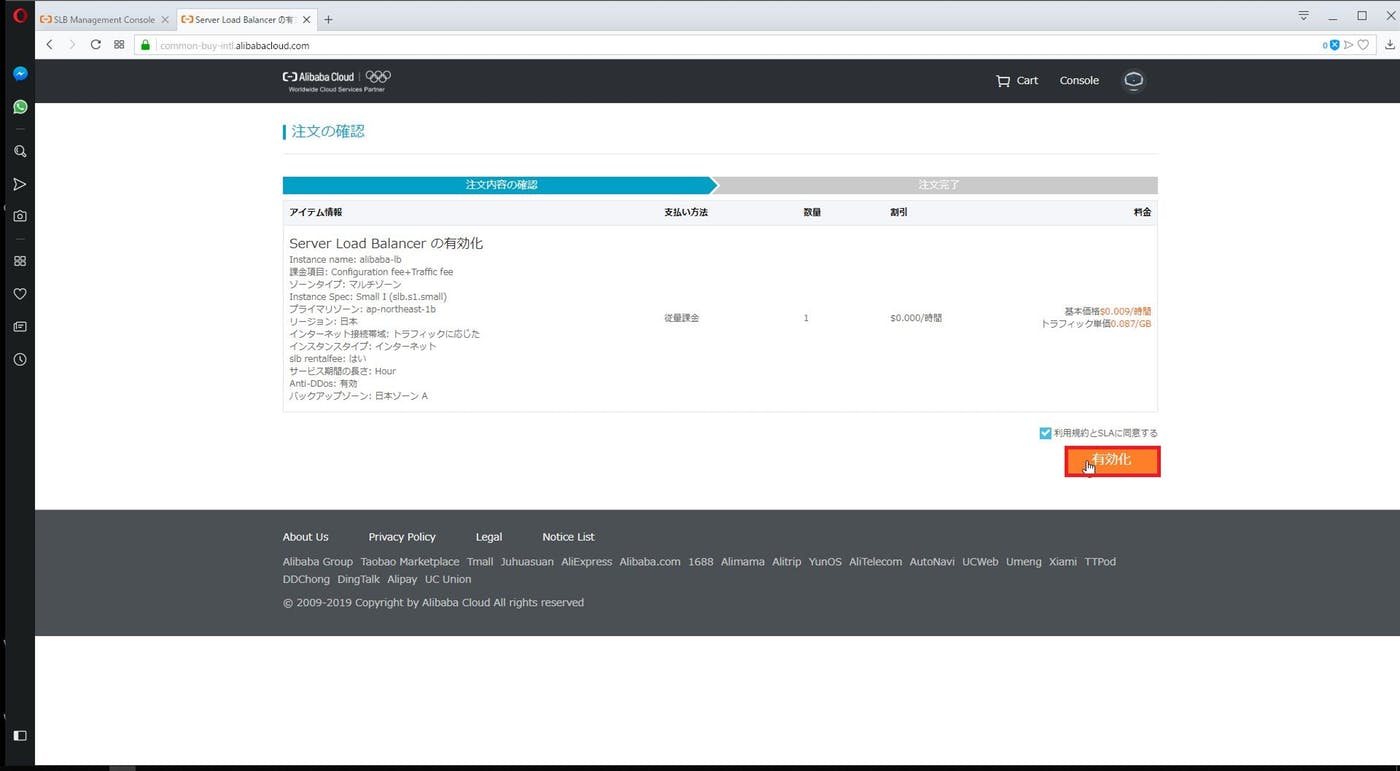 SLB Management Console
Server Load Balancer の有
common-buy-intl.alibabacloud.com
0
Alibaba Cloud
Worldwide Cloud Services Partner
Cart Console
注文の確認
注文内容の確認 注文完了
アイテム情報 支払い方法 数量 割引 料金
Server Load Balancer の有効化
Instance name: alibaba-lb
課金項目: Configuration fee+Traffic fee
ゾーンタイプ: マルチゾーン
Instance Spec: Small I (slb.s1.small)
プライマリゾーン: ap-northeast-1b
リージョン: 日本
インターネット接続帯域: トラフィックに応じた
インスタンスタイプ: インターネット
slb rentalfee: はい
サービス期間の長さ: Hour
Anti-DDos: 有効
バックアップゾーン: 日本ゾーン A
従量課金 1 $0.000/時間
基本価格$0.009/時間
トラフィック単価0.087/GB
利用規約とSLAに同意する
有効化
About Us Privacy Policy Legal Notice List
Alibaba Group Taobao Marketplace Tmall Juhuasuan AliExpress Alibaba.com 1688 Alimama Alitrip YunOS AliTelecom AutoNavi UCWeb Umeng Xiami TTPod
DDChong DingTalk Alipay UC Union
© 2009-2019 Copyright by Alibaba Cloud All rights reserved